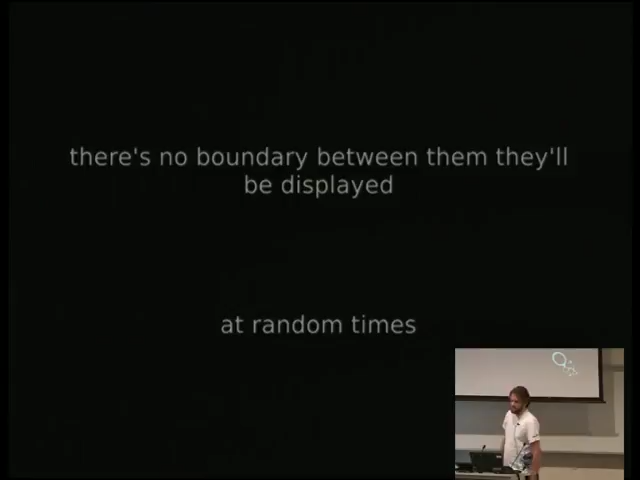 there's no boundary between them they'll
be displayed
at random times